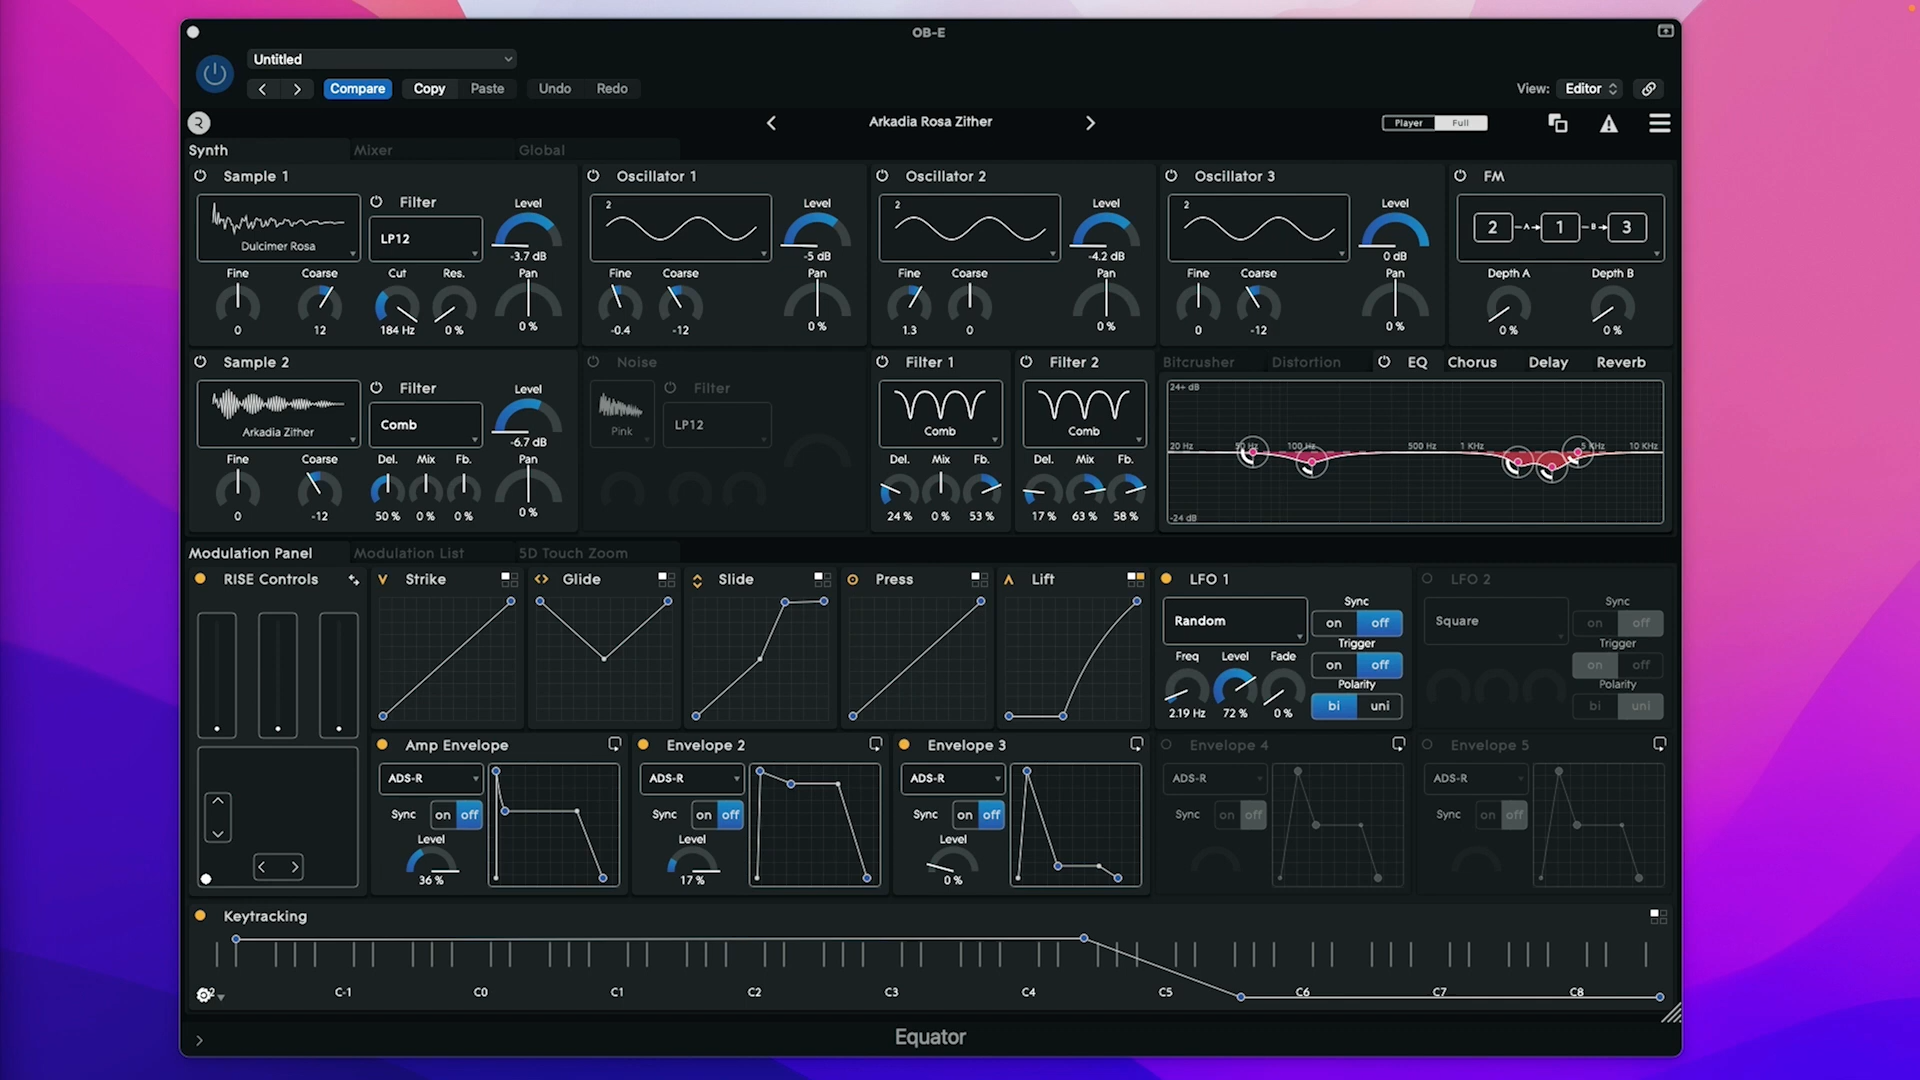 OB-E
Untitled
Compare Copy Paste Undo Redo
View: Editor
Arkadia Rosa Zither
Player Full
Synth Mixer Global
Sample 1 Oscillator 1 Oscillator 2 Oscillator 3 FM
Dulcimer Rosa Filter LP12 Level -3.7 dB
2 Level -5 dB
2 Level -4.2 dB
2 Level 0 dB
2 A 1 B 3
Fine Coarse Cut Res. Pan
0 12 184 Hz 0 % 0 %
Fine Coarse Pan
-0.4 -12 0 %
Fine Coarse Pan
1.3 0 0 %
Fine Coarse Pan
0 -12 0 %
Depth A Depth B
0 % 0 %
Sample 2 Noise Filter 1 Filter 2 Bitcrusher Distortion EQ Chorus Delay Reverb
Arkadia Zither Filter Comb Level -6.7 dB
Pink Filter LP12
Comb Comb
24+ dB
20 Hz 50 Hz 100 Hz 500 Hz 1 KHz 5 KHz 10 KHz
-24 dB
Fine Coarse Del. Mix Fb. Pan
0 -12 50 % 0 % 0 % 0 %
Del. Mix Fb.
24 % 0 % 53 %
Del. Mix Fb.
17 % 63 % 58 %
Modulation Panel Modulation List 5D Touch Zoom
RISE Controls Strike Glide Slide Press Lift LFO 1 LFO 2
Random Sync on off
Trigger on off
Polarity bi uni
Freq Level Fade
2.19 Hz 72 % 0 %
Square Sync on off
Trigger on off
Polarity bi uni
Amp Envelope Envelope 2 Envelope 3 Envelope 4 Envelope 5
ADS-R ADS-R ADS-R ADS-R ADS-R
Sync on off Sync on off Sync on off Sync on off Sync on off
Level Level Level
36 % 17 % 0 %
Keytracking
C-1 C0 C1 C2 C3 C4 C5 C6 C7 C8
Equator